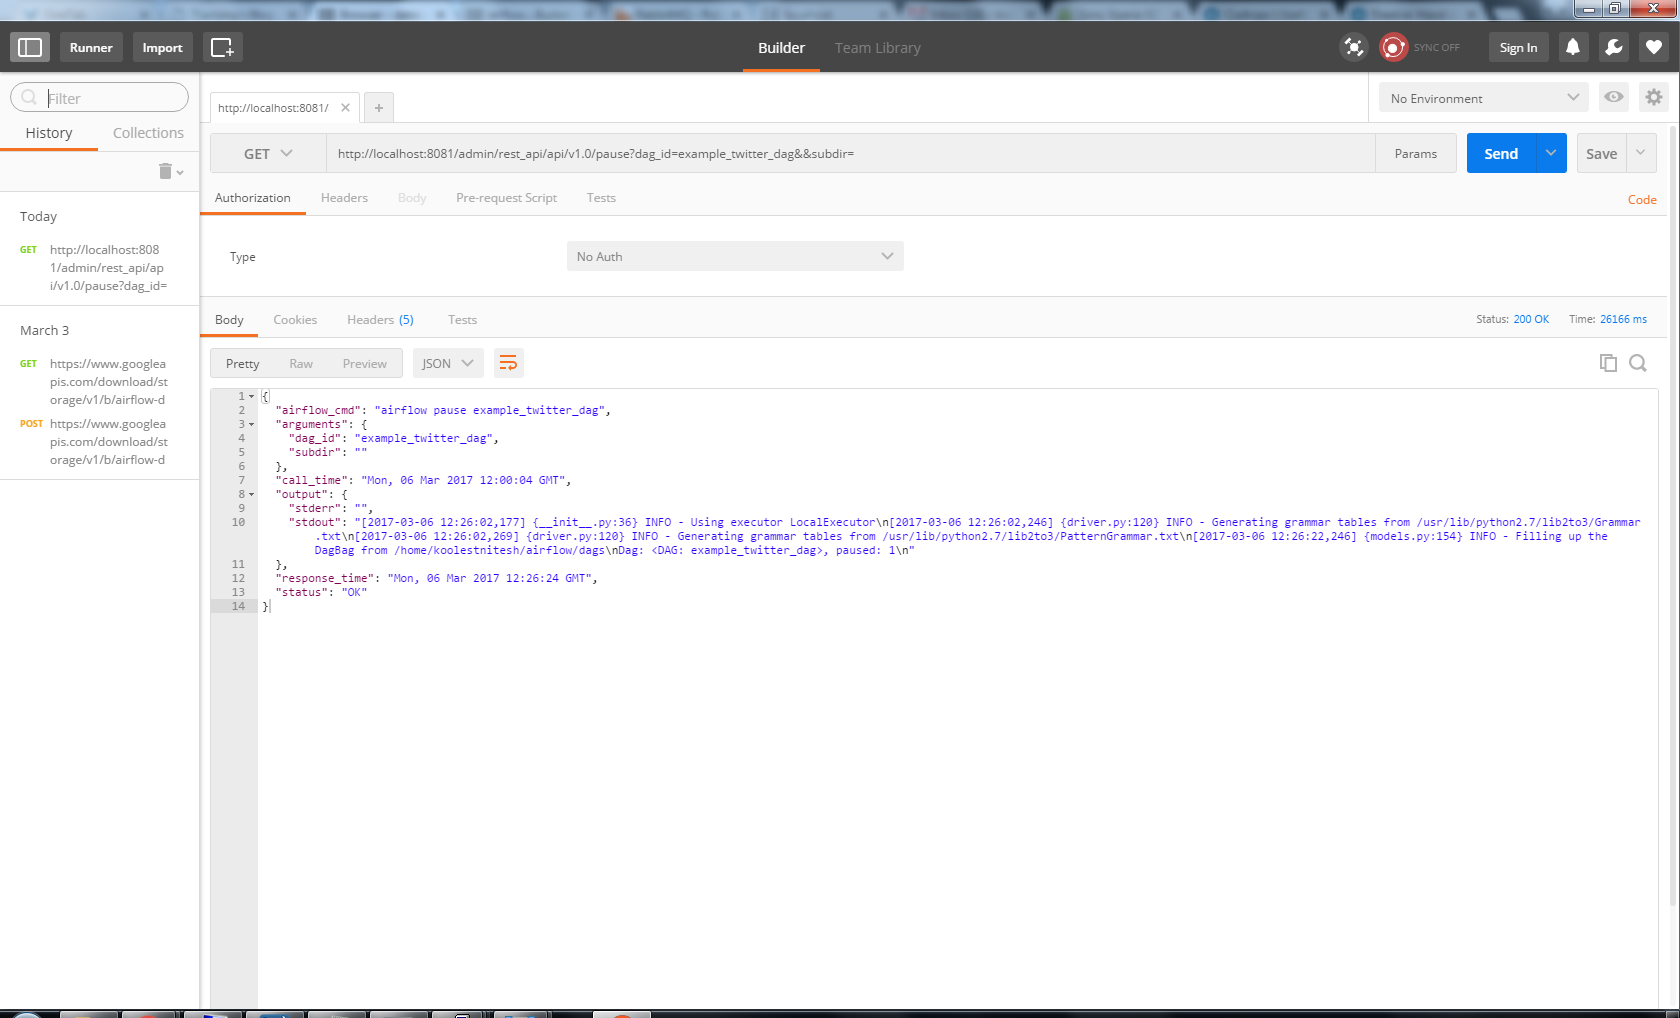 Runner
Import
Builder
Team Library
SYNC OFF
Sign In
Filter
History
Collections
Today
GET http://localhost:808
1/admin/rest_api/ap
i/v1.0/pause?dag_id=
March 3
GET https://www.googlea
pis.com/download/st
orage/v1/b/airflow-d
POST https://www.googlea
pis.com/download/st
orage/v1/b/airflow-d
http://localhost:8081/
No Environment
GET
http://localhost:8081/admin/rest_api/api/v1.0/pause?dag_id=example_twitter_dag&&subdir=
Params
Send
Save
Authorization
Headers
Body
Pre-request Script
Tests
Code
Type
No Auth
Body
Cookies
Headers (5)
Tests
Status: 200 OK
Time: 26166 ms
Pretty
Raw
Preview
JSON
1 {
2 "airflow_cmd": "airflow pause example_twitter_dag",
3 "arguments": {
4 "dag_id": "example_twitter_dag",
5 "subdir": ""
6 },
7 "call_time": "Mon, 06 Mar 2017 12:00:04 GMT",
8 "output": {
9 "stderr": "",
10 "stdout": "[2017-03-06 12:26:02,177] {__init__.py:36} INFO - Using executor LocalExecutor\n[2017-03-06 12:26:02,246] {driver.py:120} INFO - Generating grammar tables from /usr/lib/python2.7/lib2to3/Grammar
.txt\n[2017-03-06 12:26:02,269] {driver.py:120} INFO - Generating grammar tables from /usr/lib/python2.7/lib2to3/PatternGrammar.txt\n[2017-03-06 12:26:22,246] {models.py:154} INFO - Filling up the
DagBag from /home/koolestnitesh/airflow/dags\nDag: <DAG: example_twitter_dag>, paused: 1\n"
11 },
12 "response_time": "Mon, 06 Mar 2017 12:26:24 GMT",
13 "status": "OK"
14 }